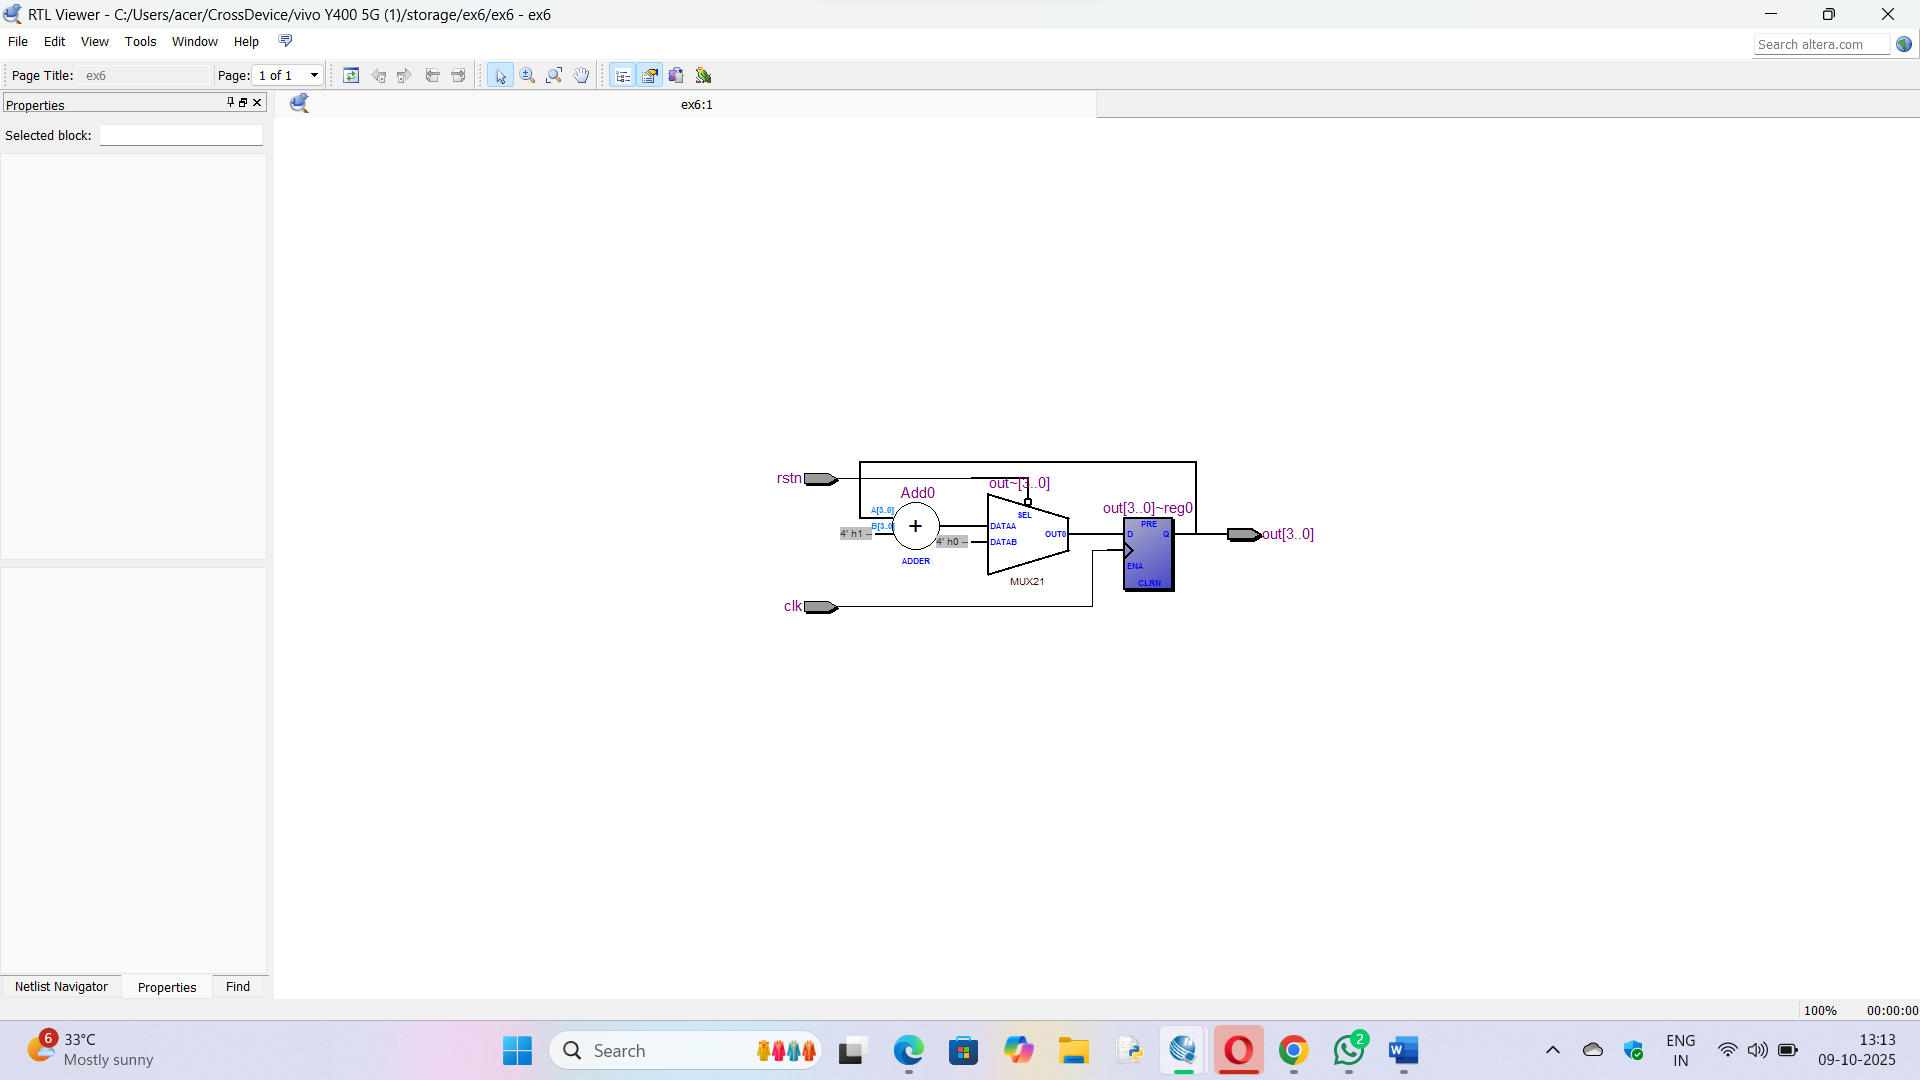 RTL Viewer - C:/Users/acer/CrossDevice/vivo Y400 5G (1)/storage/ex6/ex6 - ex6
File Edit View Tools Window Help
Search altera.com
Page Title: ex6 Page: 1 of 1
Properties
ex6:1
Selected block:
rstn
out~[3..0]
Add0
SEL
out[3..0]~reg0
A[3..0]
B[3..0]
4' h1 --
+
ADDER
4' h0 --
DATAA
DATAB
OUT0
MUX21
PRE
D
Q
ENA
CLRN
out[3..0]
clk
Netlist Navigator Properties Find
100% 00:00:00
6
33°C
Mostly sunny
Search
2
ENG
IN
13:13
09-10-2025